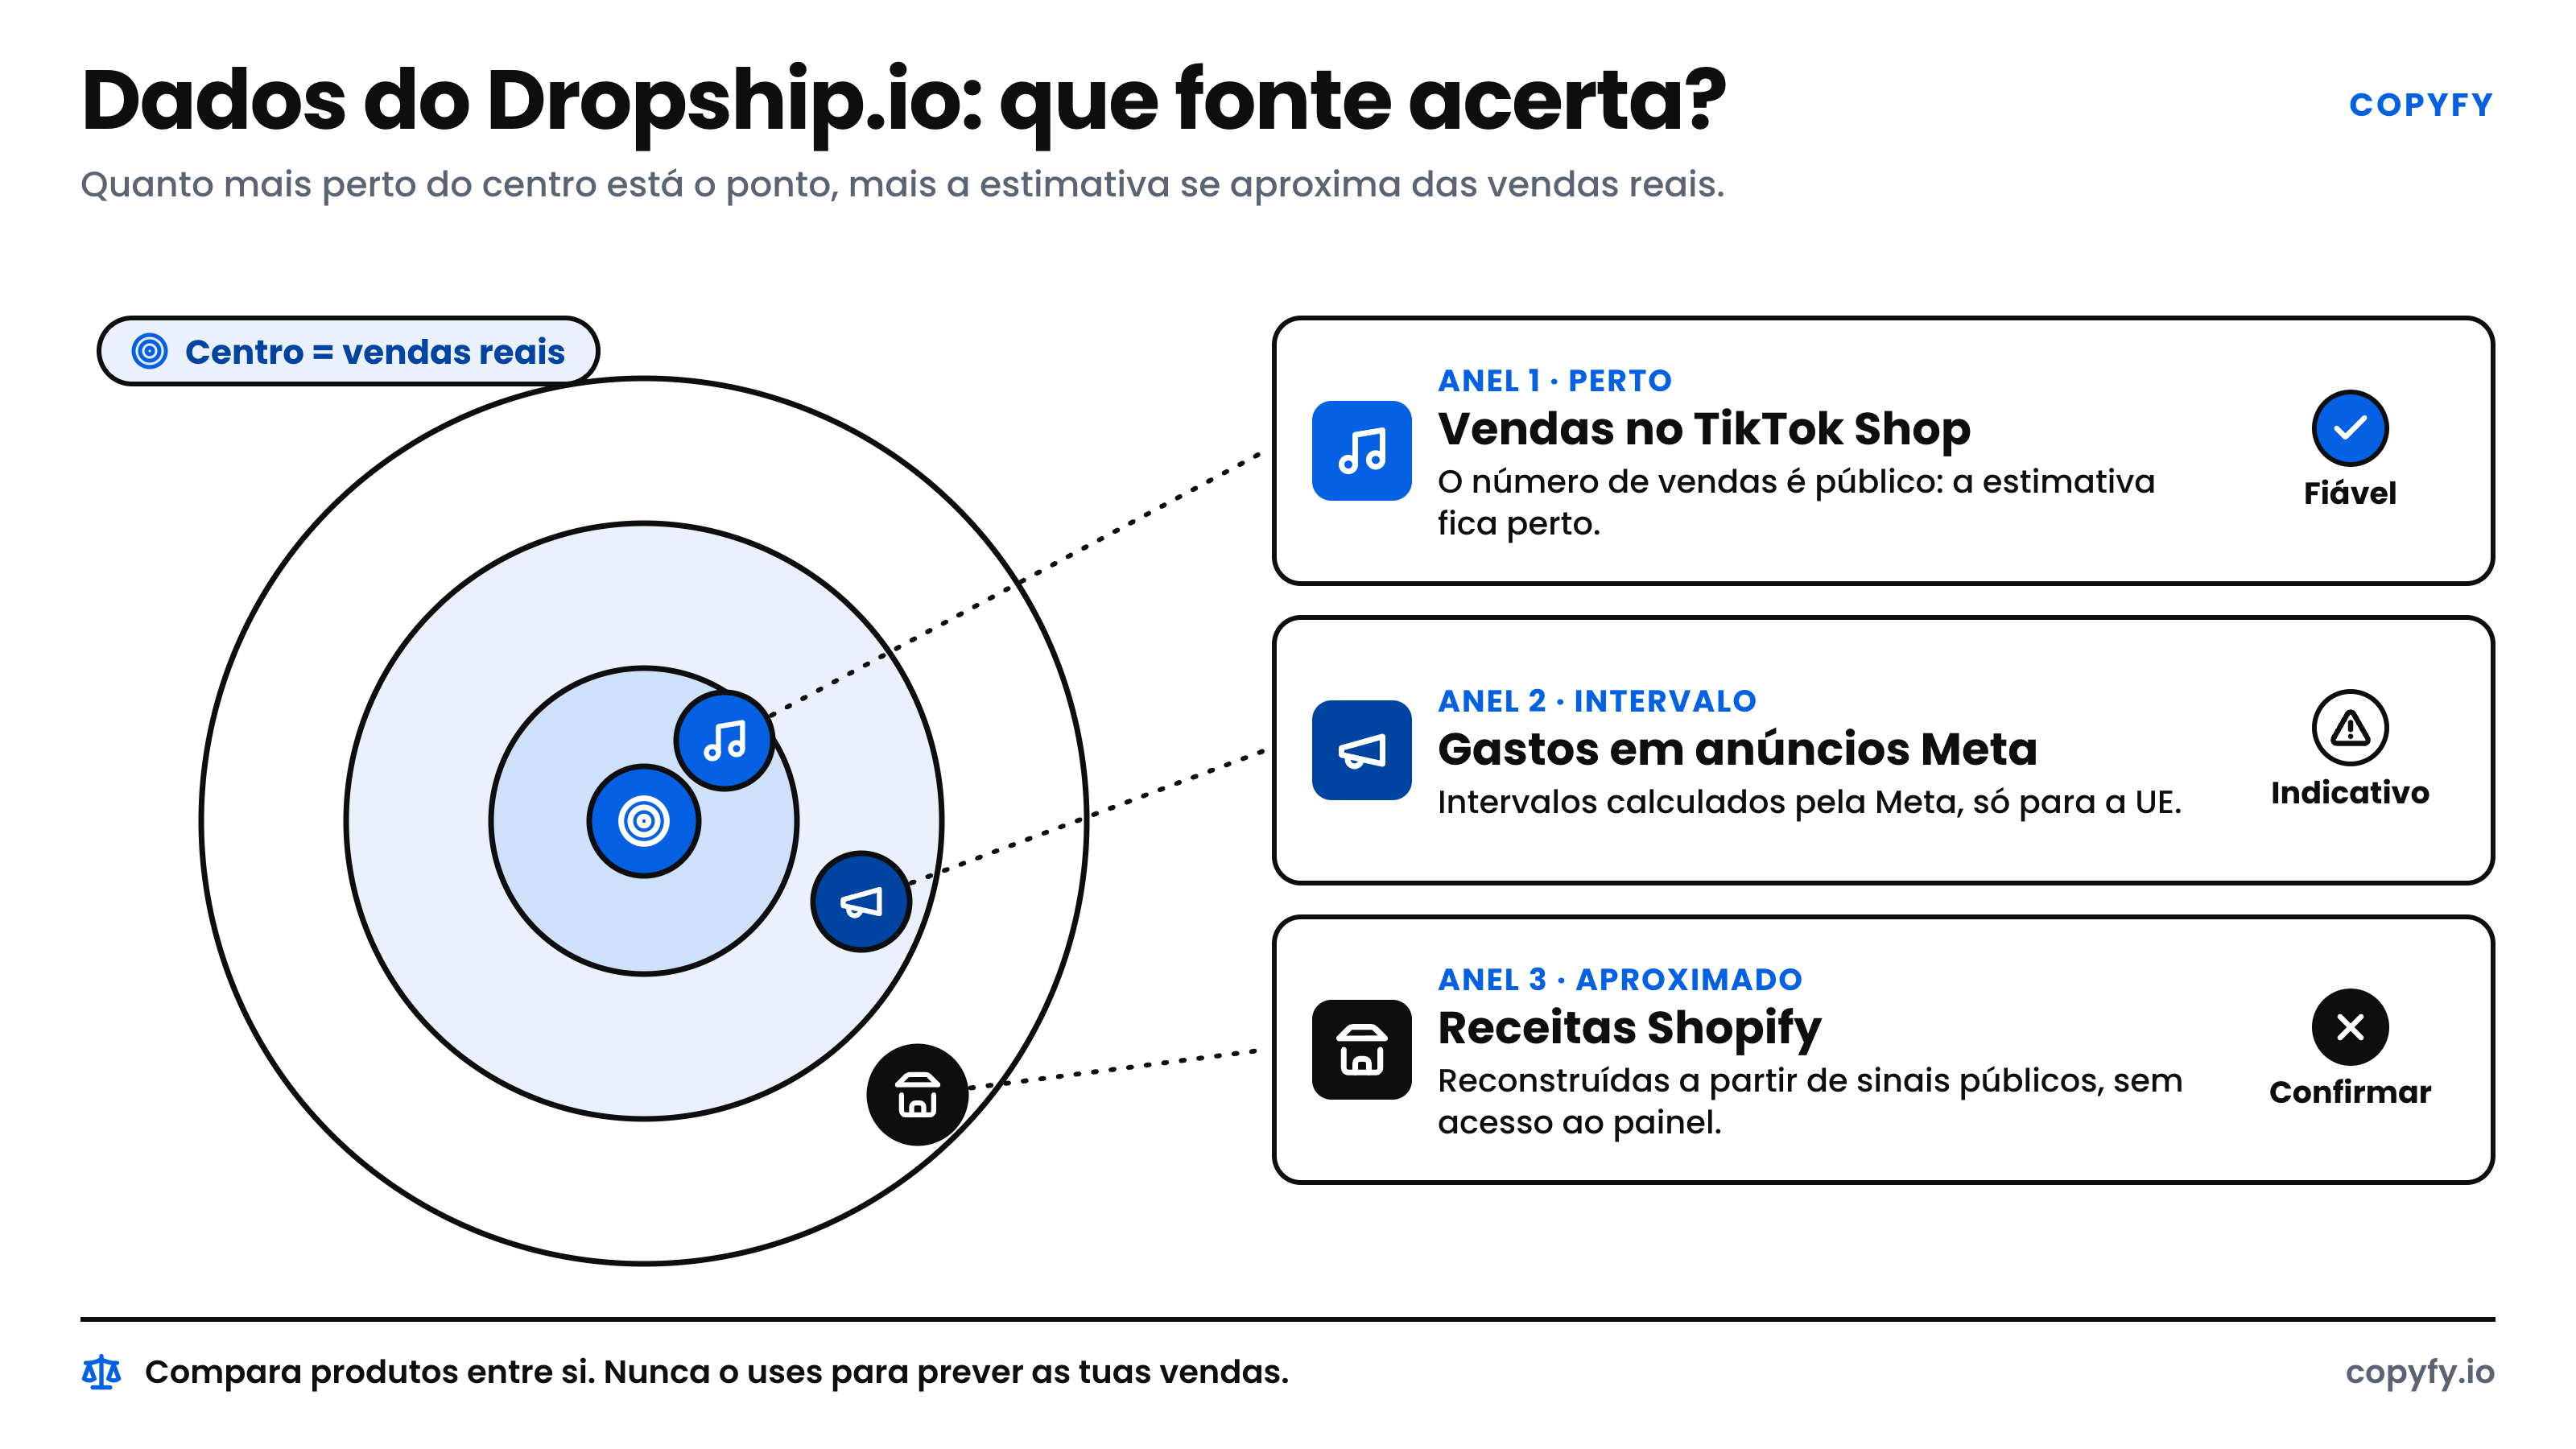 Dados do Dropship.io: que fonte acerta?
COPYFY
Quanto mais perto do centro está o ponto, mais a estimativa se aproxima das vendas reais.
Centro = vendas reais
ANEL 1 · PERTO
Vendas no TikTok Shop
O número de vendas é público: a estimativa
fica perto.
Fiável
ANEL 2 · INTERVALO
Gastos em anúncios Meta
Intervalos calculados pela Meta, só para a UE.
Indicativo
ANEL 3 · APROXIMADO
Receitas Shopify
Reconstruídas a partir de sinais públicos, sem
acesso ao painel.
Confirmar
Compara produtos entre si. Nunca o uses para prever as tuas vendas.
copyfy.io